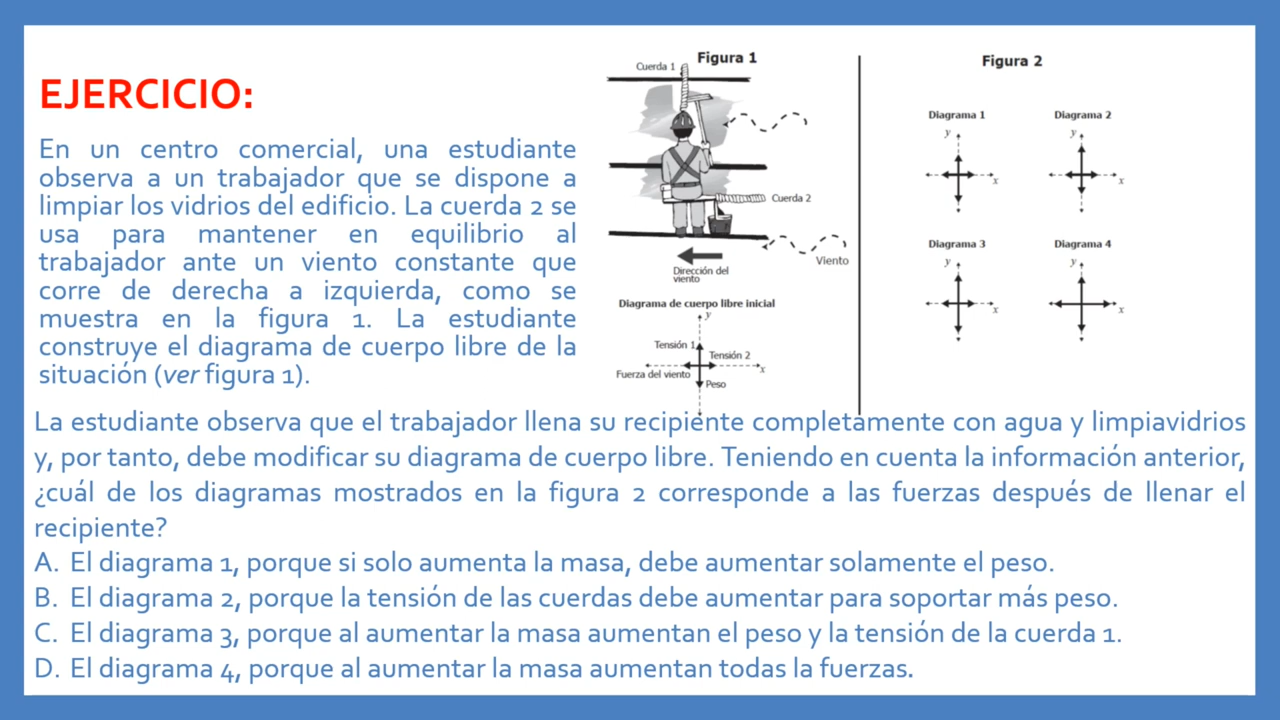 EJERCICIO:
En un centro comercial, una estudiante
observa a un trabajador que se dispone a
limpiar los vidrios del edificio. La cuerda 2 se
usa para mantener en equilibrio al
trabajador ante un viento constante que
corre de derecha a izquierda, como se
muestra en la figura 1. La estudiante
construye el diagrama de cuerpo libre de la
situación (ver figura 1).
Figura 1
Cuerda 1
Cuerda 2
Viento
Dirección del
viento
Diagrama de cuerpo libre inicial
y
Tensión 1
Tensión 2
x
Fuerza del viento
Peso
Figura 2
Diagrama 1
y
x
Diagrama 2
y
x
Diagrama 3
y
x
Diagrama 4
y
x
La estudiante observa que el trabajador llena su recipiente completamente con agua y limpiavidrios
y, por tanto, debe modificar su diagrama de cuerpo libre. Teniendo en cuenta la información anterior,
¿cuál de los diagramas mostrados en la figura 2 corresponde a las fuerzas después de llenar el
recipiente?
A. El diagrama 1, porque si solo aumenta la masa, debe aumentar solamente el peso.
B. El diagrama 2, porque la tensión de las cuerdas debe aumentar para soportar más peso.
C. El diagrama 3, porque al aumentar la masa aumentan el peso y la tensión de la cuerda 1.
D. El diagrama 4, porque al aumentar la masa aumentan todas la fuerzas.